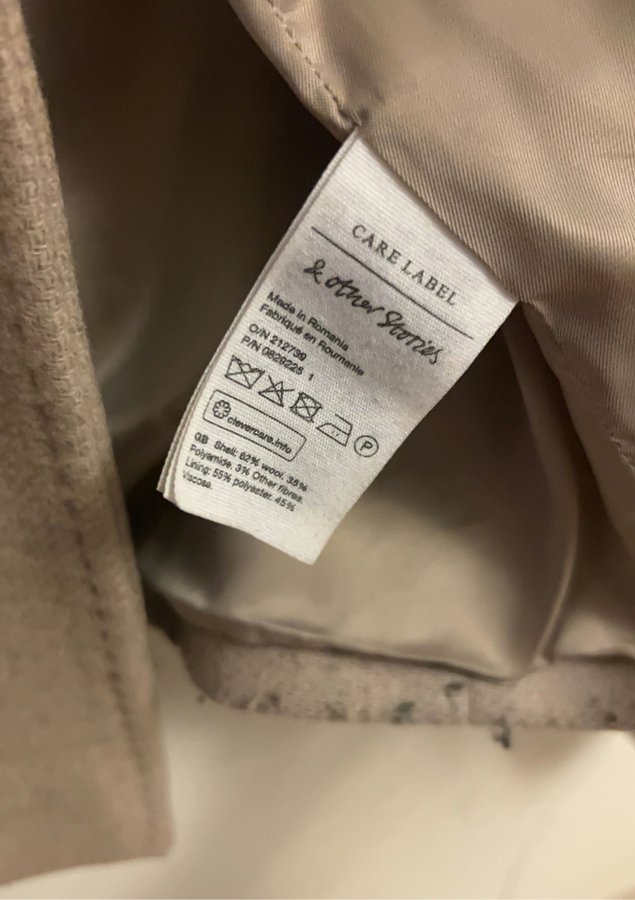 CARE LABEL
& other Stories
Made in Romania
Fabriqué en Roumanie
O/N 212739
P/N 0829225 1
P
clevercare.info
GB Shell: 62% wool, 35%
Polyamide, 3% Other fibres.
Lining: 55% polyester, 45%
Viscose.